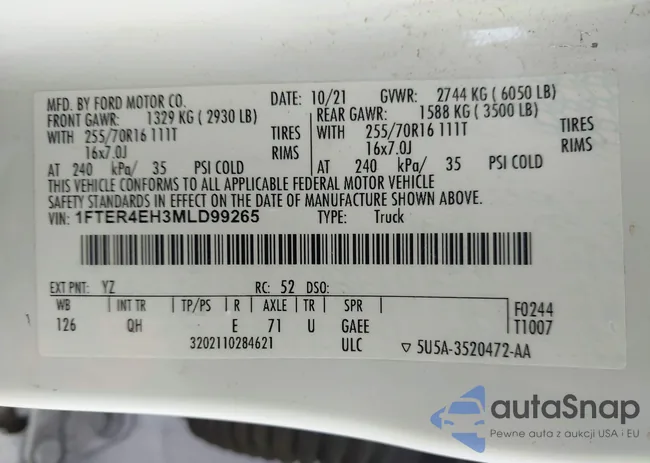 MFD. BY FORD MOTOR CO. DATE: 10/21 GVWR: 2744 KG ( 6050 LB)
FRONT GAWR: 1329 KG ( 2930 LB) REAR GAWR: 1588 KG ( 3500 LB)
WITH 255/70R16 111T TIRES WITH 255/70R16 111T TIRES
16x7.0J RIMS 16x7.0J RIMS
AT 240 kPa/ 35 PSI COLD AT 240 kPa/ 35 PSI COLD
THIS VEHICLE CONFORMS TO ALL APPLICABLE FEDERAL MOTOR VEHICLE
SAFETY STANDARDS IN EFFECT ON THE DATE OF MANUFACTURE SHOWN ABOVE.
VIN: 1FTER4EH3MLD99265 TYPE: Truck
EXT PNT: YZ RC: 52 DSO:
WB INT TR TP/PS R AXLE TR SPR F0244
126 QH E 71 U GAEE T1007
3202110284621 ULC ▽ 5U5A-3520472-AA
autaSnap
Pewne auta z aukcji USA i EU